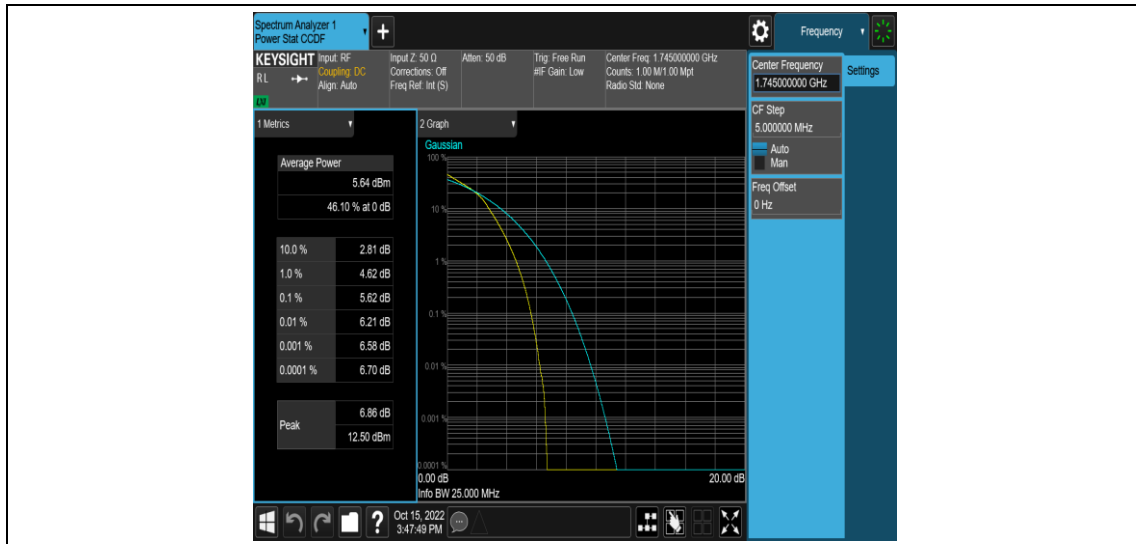 Spectrum Analyzer 1
Power Stat CCDF
+
Frequency
KEYSIGHT
RL
LXI
Input: RF
Coupling: DC
Align: Auto
Input Z: 50 Ω
Corrections: Off
Freq Ref: Int (S)
Atten: 50 dB
Trig: Free Run
#IF Gain: Low
Center Freq: 1.745000000 GHz
Counts: 1.00 M/1.00 Mpt
Radio Std: None
Center Frequency
1.745000000 GHz
Settings
CF Step
5.000000 MHz
Auto
Man
Freq Offset
0 Hz
1 Metrics
Average Power
5.64 dBm
46.10 % at 0 dB
10.0 % 2.81 dB
1.0 % 4.62 dB
0.1 % 5.62 dB
0.01 % 6.21 dB
0.001 % 6.58 dB
0.0001 % 6.70 dB
Peak
6.86 dB
12.50 dBm
2 Graph
Gaussian
100 %
10 %
1 %
0.1 %
0.01 %
0.001 %
0.0001 %
0.00 dB 20.00 dB
Info BW 25.000 MHz
?
Oct 15, 2022
3:47:49 PM